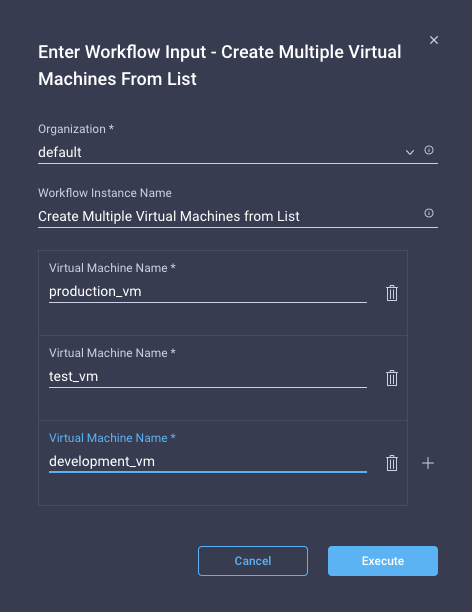 Enter Workflow Input - Create Multiple Virtual
Machines From List
Organization *
default
Workflow Instance Name
Create Multiple Virtual Machines from List
Virtual Machine Name *
production_vm
Virtual Machine Name *
test_vm
Virtual Machine Name *
development_vm
Cancel
Execute